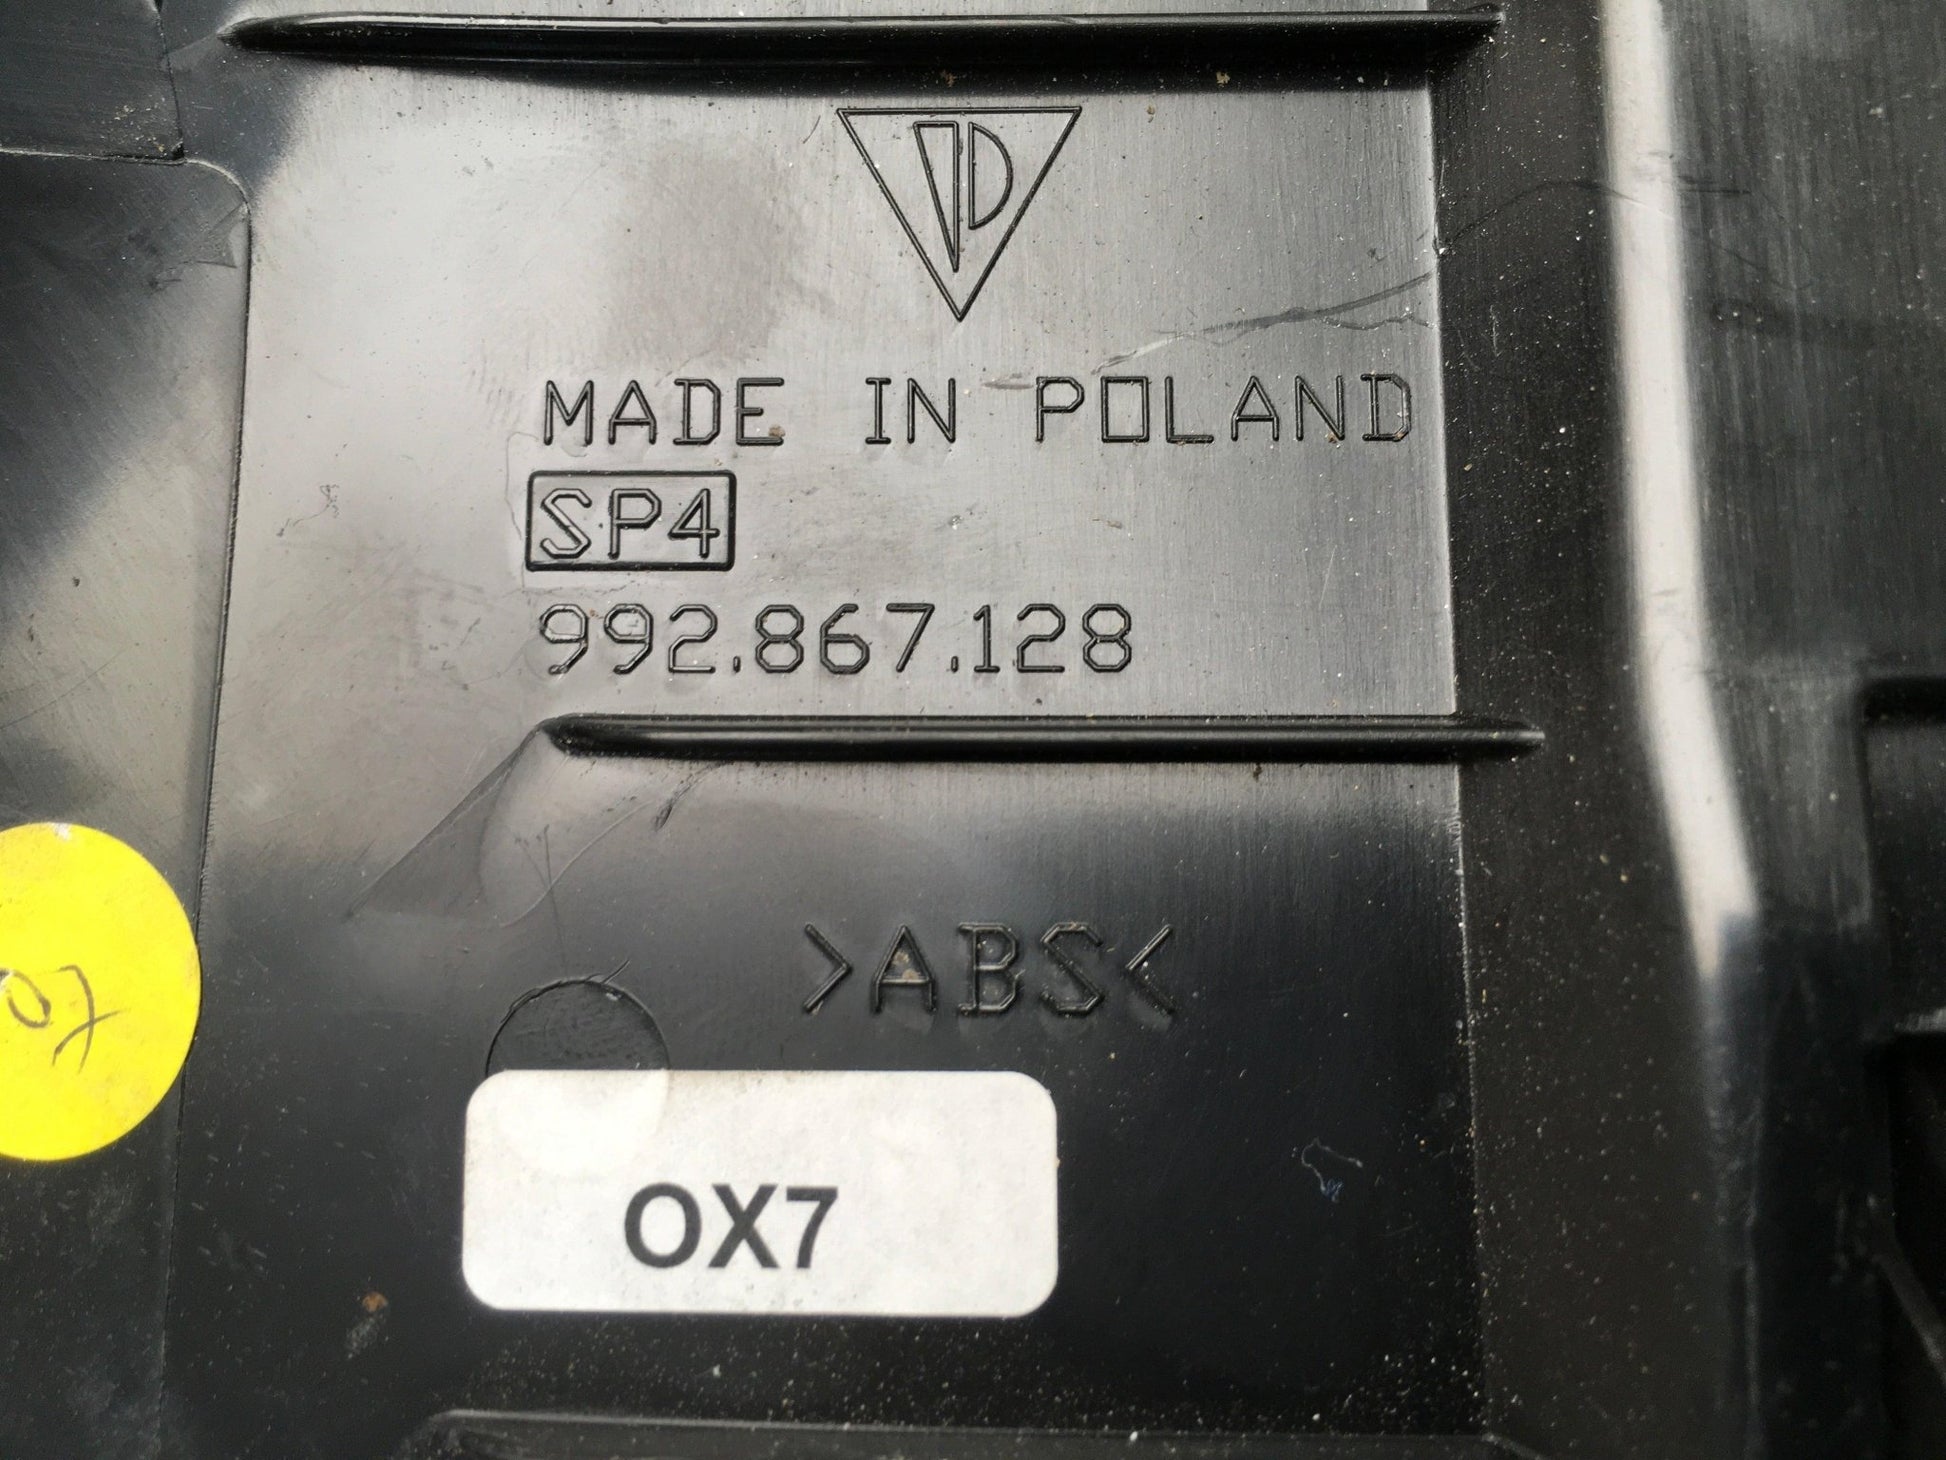 MADE IN POLAND
SP4
992.867.128
>ABS<
OX7